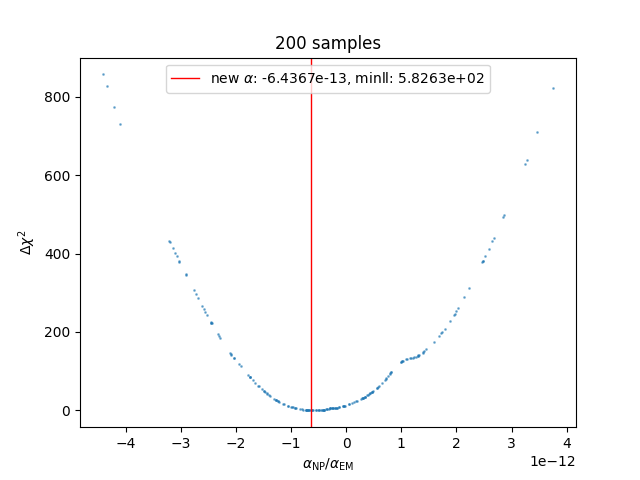 200 samples
new α: -6.4367e-13, minll: 5.8263e+02
800
600
400
200
0
Δχ²
−4 −3 −2 −1 0 1 2 3 4
1e−12
α_NP/α_EM